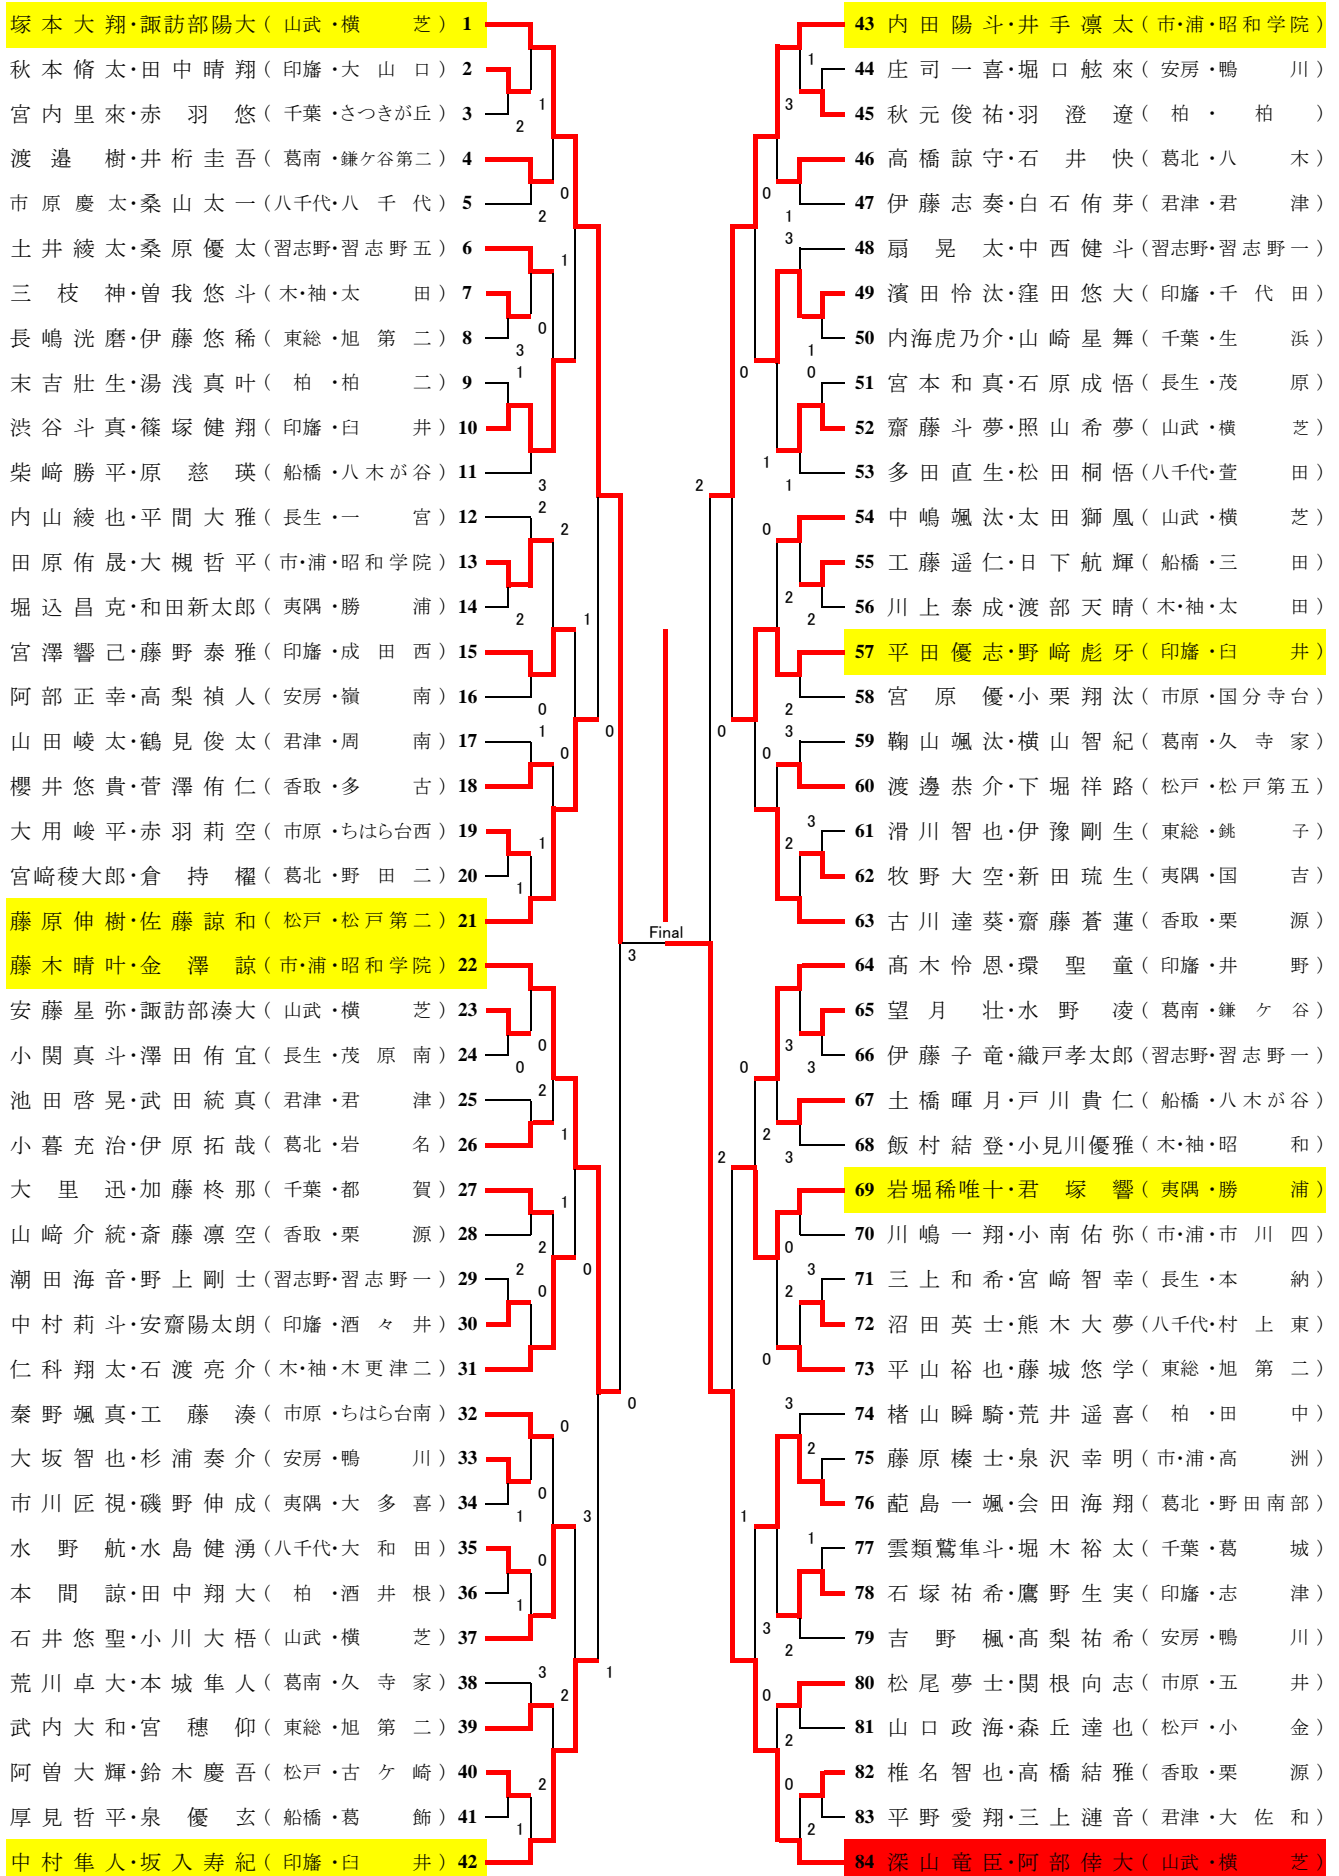 塚本大翔・諏訪部陽大(山武・横芝) 1
秋本脩太・田中晴翔(印旛・大山口) 2
宮内里來・赤羽悠(千葉・さつきが丘) 3
渡邉樹・井桁圭吾(葛南・鎌ケ谷第二) 4
市原慶太・桑山太一(八千代・八千代) 5
土井綾太・桑原優太(習志野・習志野五) 6
三枝神・曽我悠斗(木・袖・太田) 7
長嶋洸磨・伊藤悠稀(東総・旭第二) 8
末吉壯生・湯浅真叶(柏・柏二) 9
渋谷斗真・篠塚健翔(印旛・臼井) 10
柴﨑勝平・原慈瑛(船橋・八木が谷) 11
内山綾也・平間大雅(長生・一宮) 12
田原侑晟・大槻哲平(市・浦・昭和学院) 13
堀込昌克・和田新太郎(夷隅・勝浦) 14
宮澤響己・藤野泰雅(印旛・成田西) 15
阿部正幸・高梨禎人(安房・嶺南) 16
山田崚太・鶴見俊太(君津・周南) 17
櫻井悠貴・菅澤侑仁(香取・多古) 18
大用峻平・赤羽莉空(市原・ちはら台西) 19
宮﨑稜大郎・倉持櫂(葛北・野田二) 20
藤原伸樹・佐藤諒和(松戸・松戸第二) 21
藤木晴叶・金澤諒(市・浦・昭和学院) 22
安藤星弥・諏訪部湊大(山武・横芝) 23
小関真斗・澤田侑宜(長生・茂原南) 24
池田啓晃・武田統真(君津・君津) 25
小暮充治・伊原拓哉(葛北・岩名) 26
大里迅・加藤柊那(千葉・都賀) 27
山﨑介統・斎藤凛空(香取・栗源) 28
潮田海音・野上剛士(習志野・習志野一) 29
中村莉斗・安齋陽太朗(印旛・酒々井) 30
仁科翔太・石渡亮介(木・袖・木更津二) 31
秦野颯真・工藤湊(市原・ちはら台南) 32
大坂智也・杉浦奏介(安房・鴨川) 33
市川匠視・磯野伸成(夷隅・大多喜) 34
水野航・水島健湧(八千代・大和田) 35
本間諒・田中翔大(柏・酒井根) 36
石井悠聖・小川大梧(山武・横芝) 37
荒川卓大・本城隼人(葛南・久寺家) 38
武内大和・宮穂仰(東総・旭第二) 39
阿曽大輝・鈴木慶吾(松戸・古ケ崎) 40
厚見哲平・泉優玄(船橋・葛飾) 41
中村隼人・坂入寿紀(印旛・臼井) 42
Final
43 内田陽斗・井手凛太(市・浦・昭和学院)
44 庄司一喜・堀口舷來(安房・鴨川)
45 秋元俊祐・羽澄遼(柏・柏)
46 高橋諒守・石井快(葛北・八木)
47 伊藤志奏・白石侑芽(君津・君津)
48 扇晃太・中西健斗(習志野・習志野一)
49 濱田怜汰・窪田悠大(印旛・千代田)
50 内海虎乃介・山崎星舞(千葉・生浜)
51 宮本和真・石原成悟(長生・茂原)
52 齋藤斗夢・照山希夢(山武・横芝)
53 多田直生・松田桐悟(八千代・萱田)
54 中嶋颯汰・太田獅凰(山武・横芝)
55 工藤遥仁・日下航輝(船橋・三田)
56 川上泰成・渡部天晴(木・袖・太田)
57 平田優志・野﨑彪牙(印旛・臼井)
58 宮原優・小栗翔汰(市原・国分寺台)
59 鞠山颯汰・横山智紀(葛南・久寺家)
60 渡邊恭介・下堀祥路(松戸・松戸第五)
61 滑川智也・伊豫剛生(東総・銚子)
62 牧野大空・新田琉生(夷隅・国吉)
63 古川達葵・齋藤蒼蓮(香取・栗源)
64 髙木怜恩・環聖童(印旛・井野)
65 望月壮・水野凌(葛南・鎌ケ谷)
66 伊藤子竜・織戸孝太郎(習志野・習志野一)
67 土橋暉月・戸川貴仁(船橋・八木が谷)
68 飯村結登・小見川優雅(木・袖・昭和)
69 岩堀稀唯十・君塚響(夷隅・勝浦)
70 川嶋一翔・小南佑弥(市・浦・市川四)
71 三上和希・宮﨑智幸(長生・本納)
72 沼田英士・熊木大夢(八千代・村上東)
73 平山裕也・藤城悠学(東総・旭第二)
74 楮山瞬騎・荒井遥喜(柏・田中)
75 藤原榛士・泉沢幸明(市・浦・高洲)
76 蓜島一颯・会田海翔(葛北・野田南部)
77 雲類鷲隼斗・堀木裕太(千葉・葛城)
78 石塚祐希・鷹野生実(印旛・志津)
79 吉野楓・髙梨祐希(安房・鴨川)
80 松尾夢士・関根向志(市原・五井)
81 山口政海・森丘達也(松戸・小金)
82 椎名智也・高橋結雅(香取・栗源)
83 平野愛翔・三上漣音(君津・大佐和)
84 深山竜臣・阿部倖大(山武・横芝)